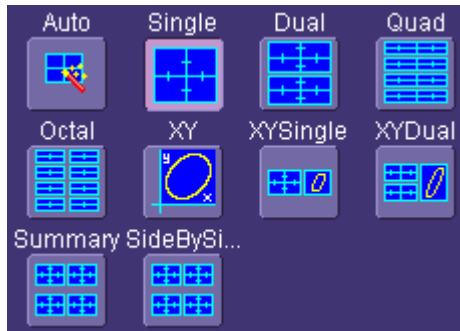 Auto Single Dual Quad
Octal XY XYSingle XYDual
y
x
Summary SideBySi...